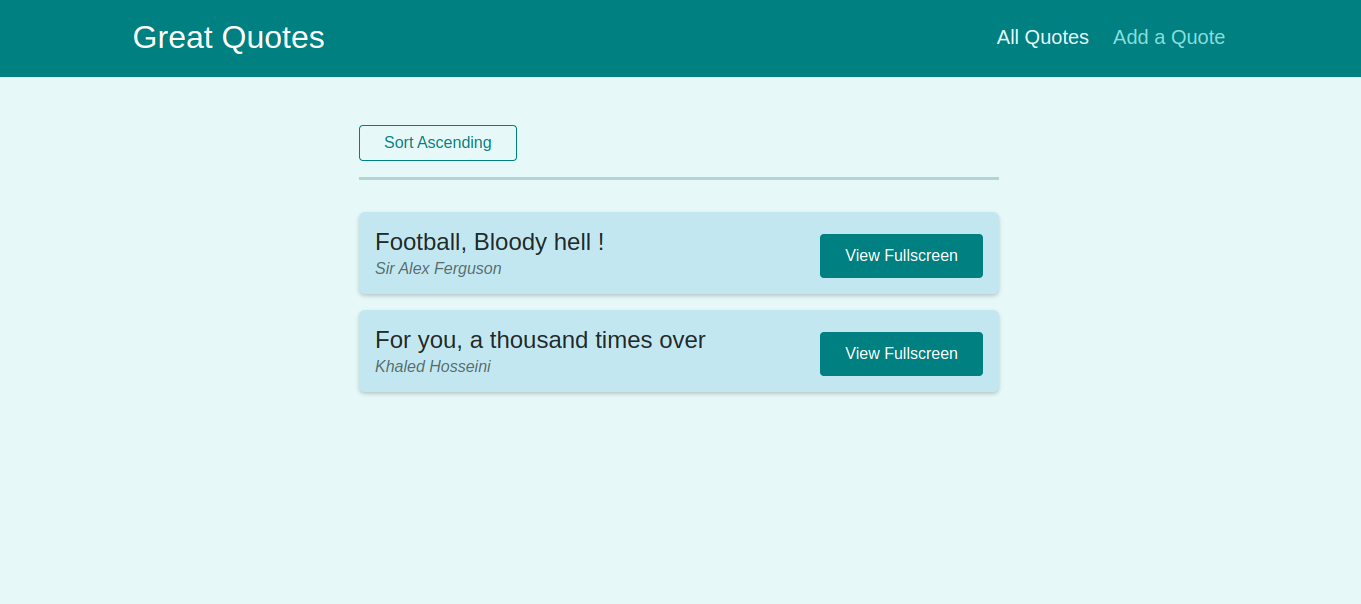 Great Quotes
All Quotes
Add a Quote
Sort Ascending
Football, Bloody hell !
Sir Alex Ferguson
View Fullscreen
For you, a thousand times over
Khaled Hosseini
View Fullscreen